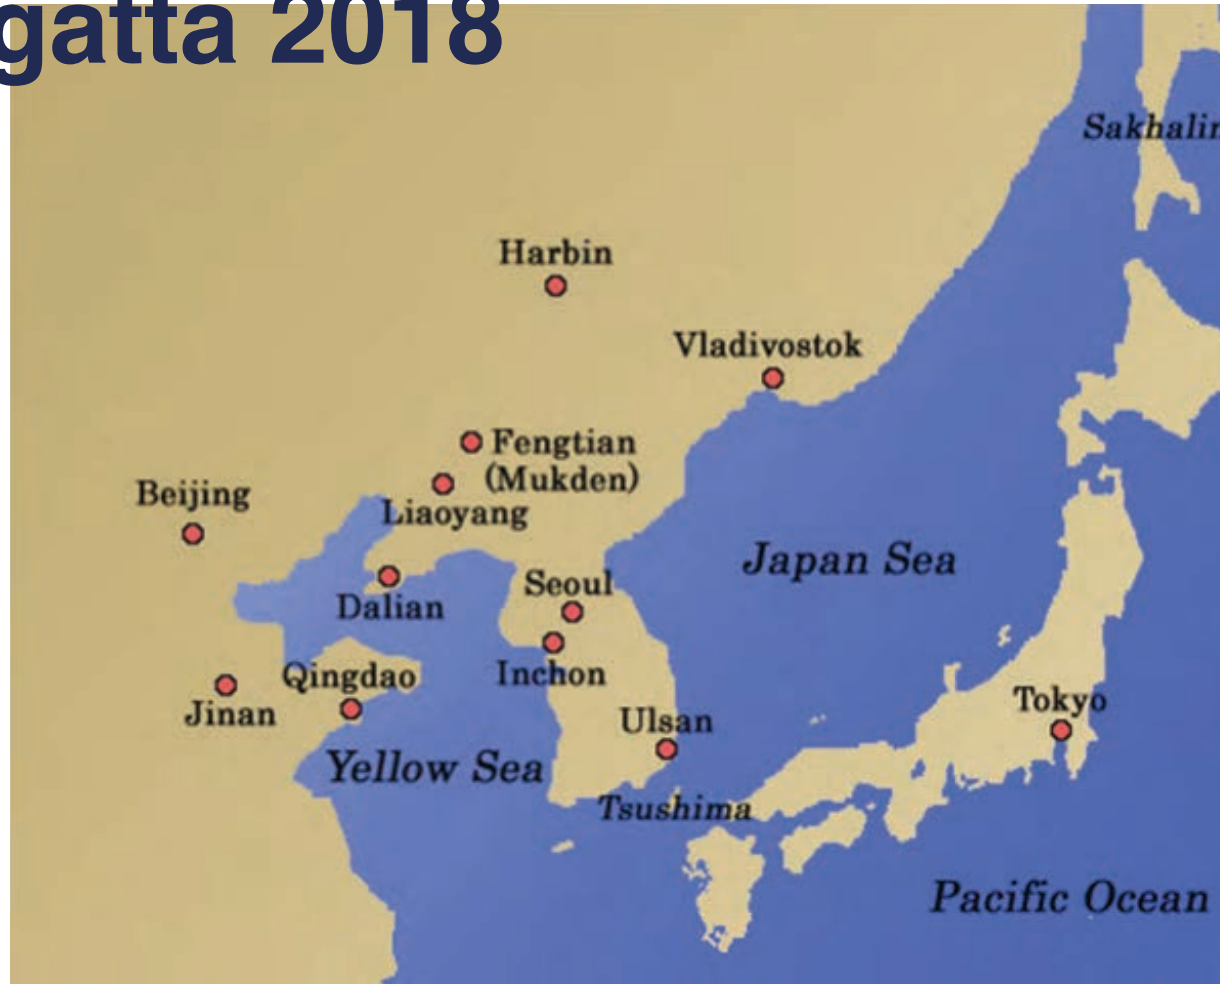 gatta 2018
Sakhalin
Harbin
Vladivostok
Fengtian
(Mukden)
Beijing
Liaoyang
Japan Sea
Seoul
Dalian
Inchon
Qingdao
Jinan
Tokyo
Ulsan
Yellow Sea
Tsushima
Pacific Ocean